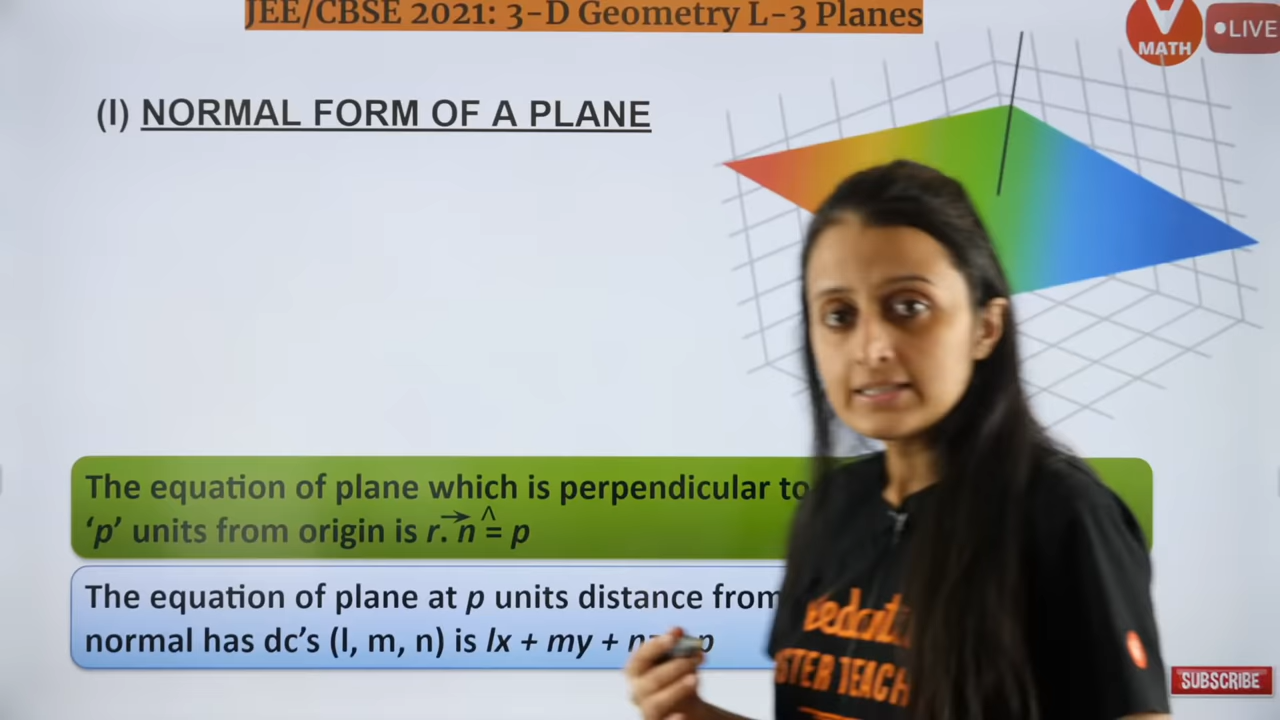 JEE/CBSE 2021: 3-D Geometry L-3 Planes
V
MATH
LIVE
(I) NORMAL FORM OF A PLANE
The equation of plane which is perpendicular to
‘p’ units from origin is r⃗. n̂ = p
The equation of plane at p units distance from
normal has dc’s (l, m, n) is lx + my + p
SUBSCRIBE